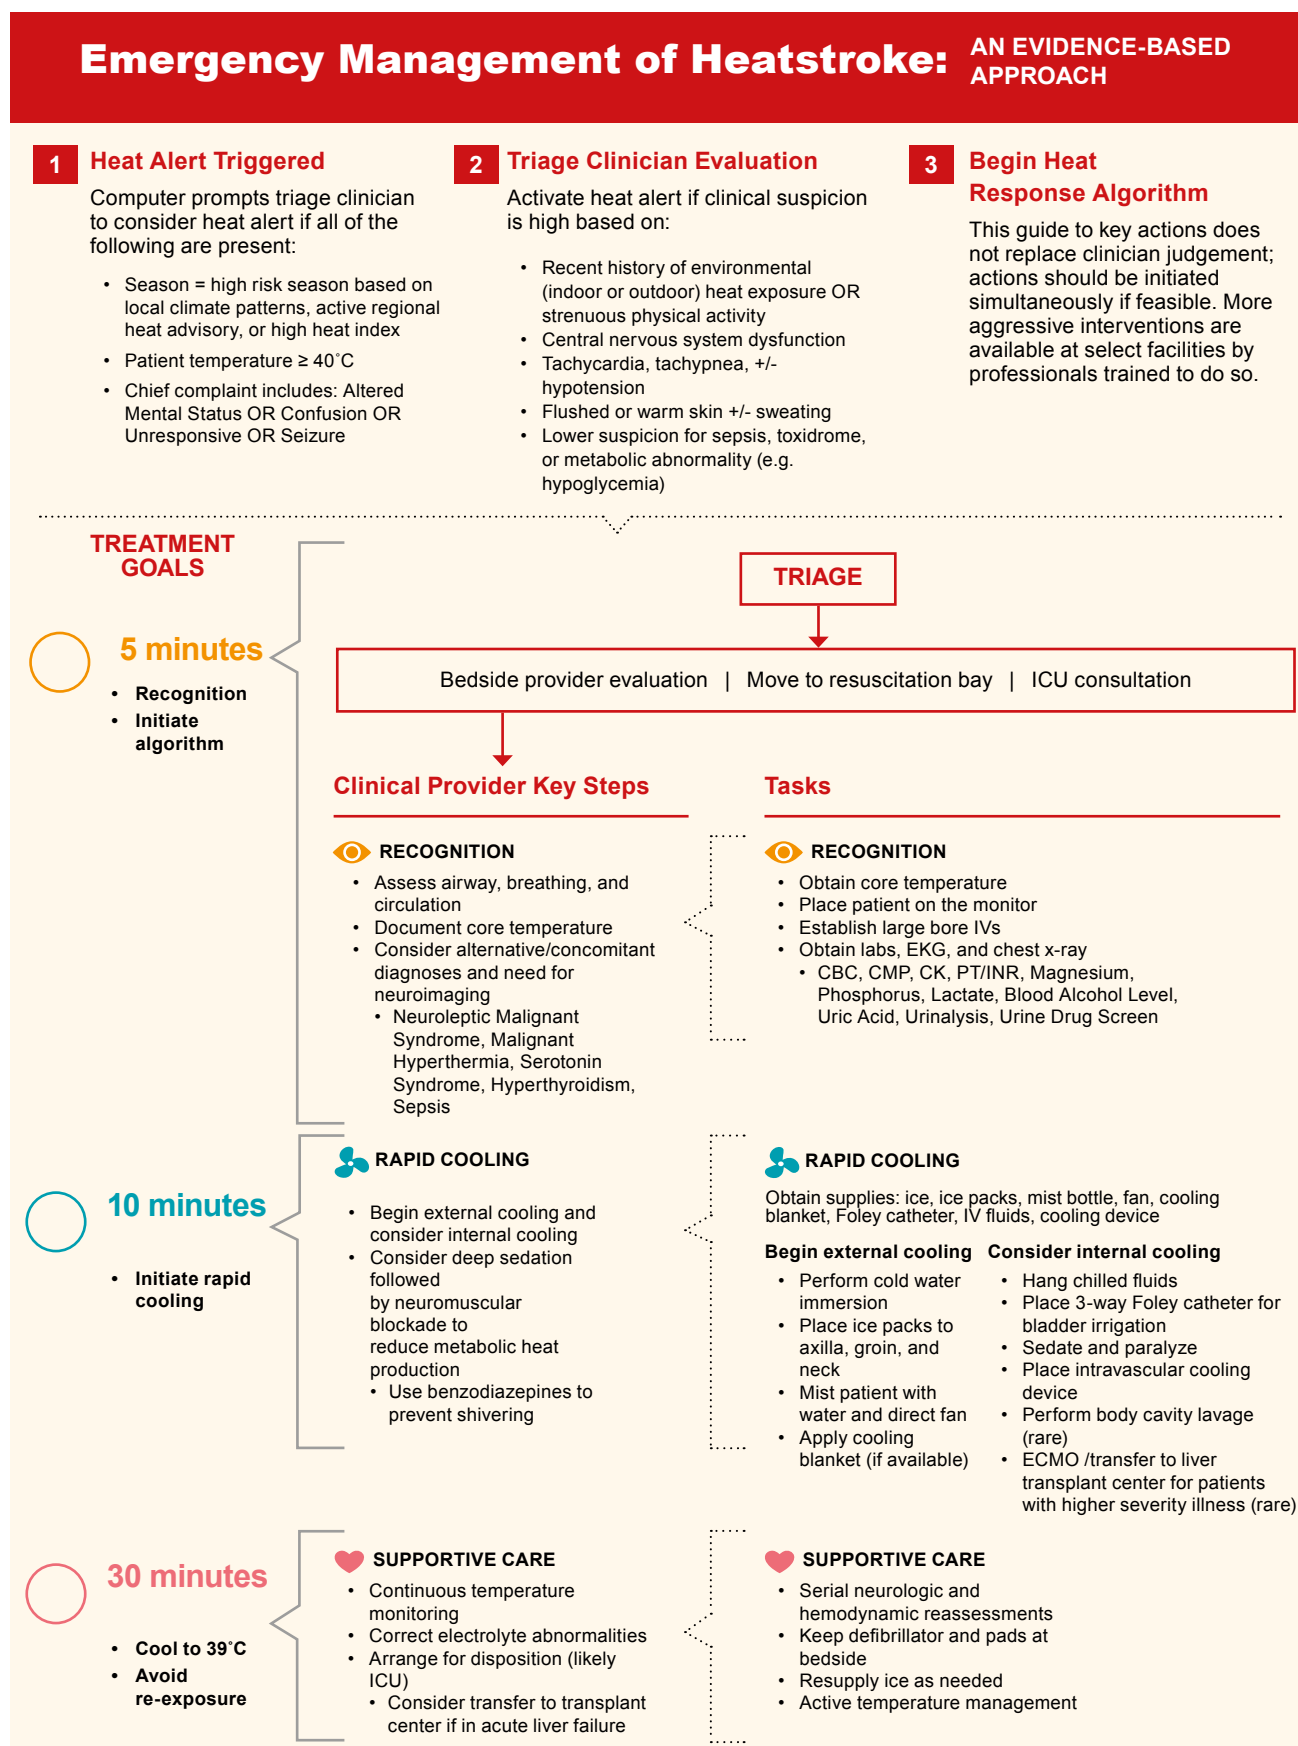 Emergency Management of Heatstroke:
AN EVIDENCE-BASED
APPROACH
1
Heat Alert Triggered
Computer prompts triage clinician
to consider heat alert if all of the
following are present:
• Season = high risk season based on
local climate patterns, active regional
heat advisory, or high heat index
• Patient temperature ≥ 40˚C
• Chief complaint includes: Altered
Mental Status OR Confusion OR
Unresponsive OR Seizure
2
Triage Clinician Evaluation
Activate heat alert if clinical suspicion
is high based on:
• Recent history of environmental
(indoor or outdoor) heat exposure OR
strenuous physical activity
• Central nervous system dysfunction
• Tachycardia, tachypnea, +/-
hypotension
• Flushed or warm skin +/- sweating
• Lower suspicion for sepsis, toxidrome,
or metabolic abnormality (e.g.
hypoglycemia)
3
Begin Heat
Response Algorithm
This guide to key actions does
not replace clinician judgement;
actions should be initiated
simultaneously if feasible. More
aggressive interventions are
available at select facilities by
professionals trained to do so.
TREATMENT
GOALS
5 minutes
• Recognition
• Initiate
algorithm
TRIAGE
Bedside provider evaluation | Move to resuscitation bay | ICU consultation
Clinical Provider Key Steps
RECOGNITION
• Assess airway, breathing, and
circulation
• Document core temperature
• Consider alternative/concomitant
diagnoses and need for
neuroimaging
• Neuroleptic Malignant
Syndrome, Malignant
Hyperthermia, Serotonin
Syndrome, Hyperthyroidism,
Sepsis
Tasks
RECOGNITION
• Obtain core temperature
• Place patient on the monitor
• Establish large bore IVs
• Obtain labs, EKG, and chest x-ray
• CBC, CMP, CK, PT/INR, Magnesium,
Phosphorus, Lactate, Blood Alcohol Level,
Uric Acid, Urinalysis, Urine Drug Screen
10 minutes
• Initiate rapid
cooling
RAPID COOLING
• Begin external cooling and
consider internal cooling
• Consider deep sedation
followed
by neuromuscular
blockade to
reduce metabolic heat
production
• Use benzodiazepines to
prevent shivering
RAPID COOLING
Obtain supplies: ice, ice packs, mist bottle, fan, cooling
blanket, Foley catheter, IV fluids, cooling device
Begin external cooling
• Perform cold water
immersion
• Place ice packs to
axilla, groin, and
neck
• Mist patient with
water and direct fan
• Apply cooling
blanket (if available)
Consider internal cooling
• Hang chilled fluids
• Place 3-way Foley catheter for
bladder irrigation
• Sedate and paralyze
• Place intravascular cooling
device
• Perform body cavity lavage
(rare)
• ECMO /transfer to liver
transplant center for patients
with higher severity illness (rare)
30 minutes
• Cool to 39˚C
• Avoid
re-exposure
SUPPORTIVE CARE
• Continuous temperature
monitoring
• Correct electrolyte abnormalities
• Arrange for disposition (likely
ICU)
• Consider transfer to transplant
center if in acute liver failure
SUPPORTIVE CARE
• Serial neurologic and
hemodynamic reassessments
• Keep defibrillator and pads at
bedside
• Resupply ice as needed
• Active temperature management